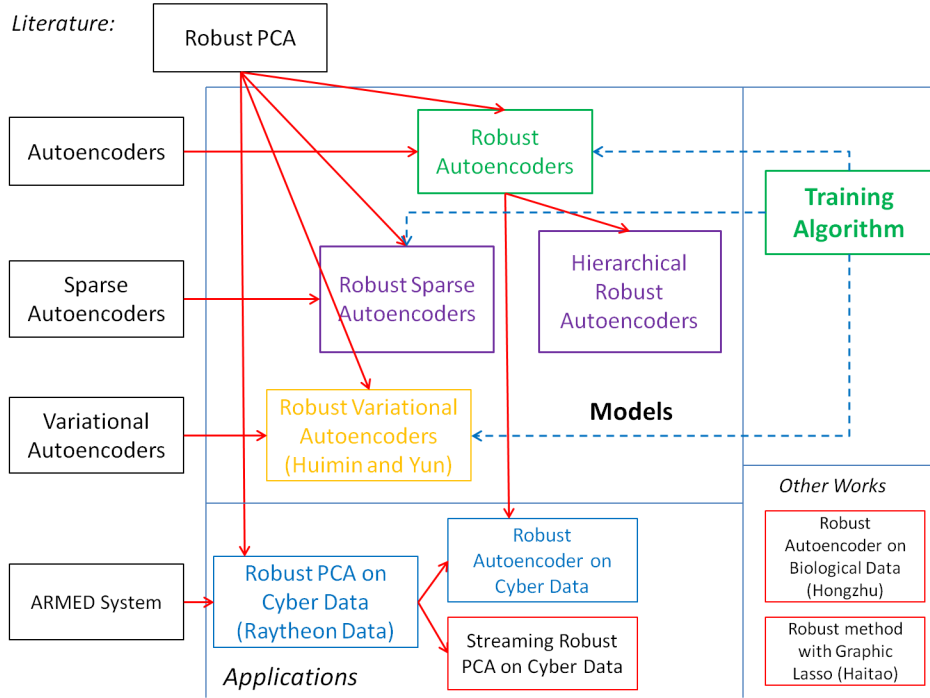 Literature:
Robust PCA
Autoencoders
Robust
Autoencoders
Training
Algorithm
Sparse
Autoencoders
Robust Sparse
Autoencoders
Hierarchical
Robust
Autoencoders
Variational
Autoencoders
Robust Variational
Autoencoders
(Huimin and Yun)
Models
Other Works
ARMED System
Robust PCA on
Cyber Data
(Raytheon Data)
Robust
Autoencoder on
Cyber Data
Streaming Robust
PCA on Cyber Data
Robust
Autoencoder on
Biological Data
(Hongzhu)
Robust method
with Graphic
Lasso (Haitao)
Applications